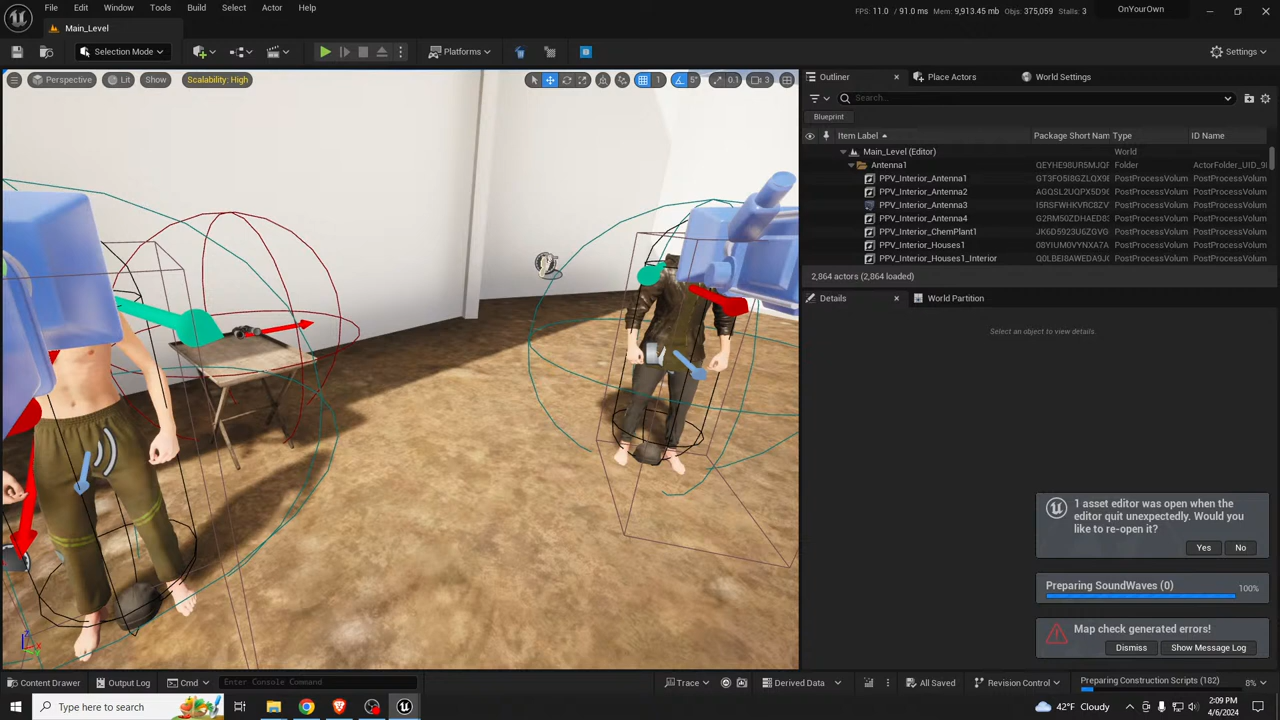 File Edit Window Tools Build Select Actor Help
FPS: 11.0 / 91.0 ms Mem: 9,913.45 mb Objs: 375,059 Stalls: 3 OnYourOwn
Main_Level
Selection Mode Platforms Settings
Perspective Lit Show Scalability: High 1 5° 0.1 3
Outliner Place Actors World Settings
Search...
Blueprint
Item Label Package Short Nam Type ID Name
Main_Level (Editor) World
Antenna1 Folder ActorFolder_UID_9
PPV_Interior_Antenna1 PostProcessVolum PostProcessVolum
PPV_Interior_Antenna2 PostProcessVolum PostProcessVolum
PPV_Interior_Antenna3 PostProcessVolum PostProcessVolum
PPV_Interior_Antenna4 PostProcessVolum PostProcessVolum
PPV_Interior_ChemPlant1 PostProcessVolum PostProcessVolum
PPV_Interior_Houses1 PostProcessVolum PostProcessVolum
PPV_Interior_Houses1_Interior PostProcessVolum PostProcessVolum
2,864 actors (2,864 loaded)
Details World Partition
Select an object to view details.
1 asset editor was open when the
editor quit unexpectedly. Would you
like to re-open it?
Yes No
Preparing SoundWaves (0) 100%
Map check generated errors!
Dismiss Show Message Log
Content Drawer Output Log Cmd Enter Console Command Trace Derived Data All Saved Revision Control Preparing Construction Scripts (182) 8%
Type here to search 42°F Cloudy 2:09 PM
4/6/2024